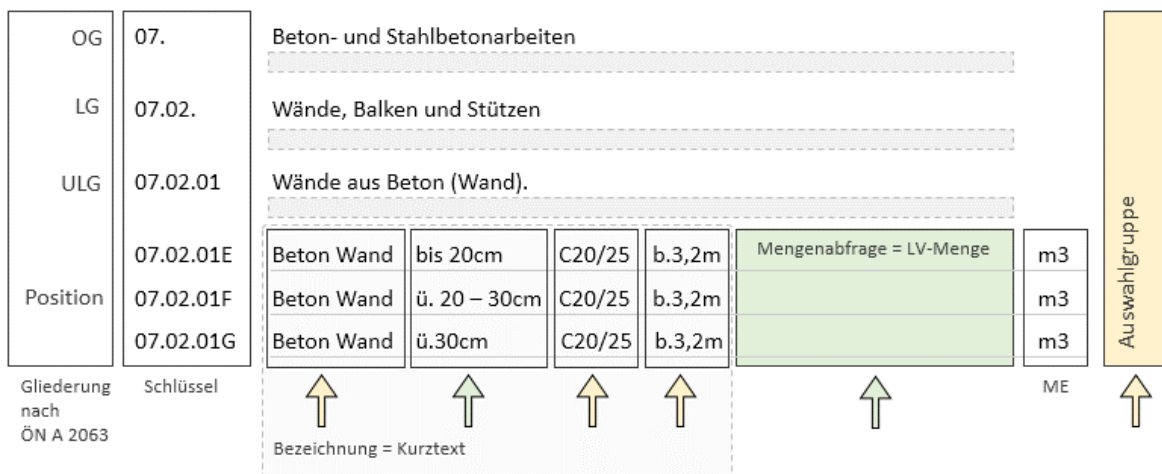 OG 07. Beton- und Stahlbetonarbeiten
LG 07.02. Wände, Balken und Stützen
ULG 07.02.01 Wände aus Beton (Wand).
07.02.01E Beton Wand bis 20cm C20/25 b.3,2m Mengenabfrage = LV-Menge m3
Position 07.02.01F Beton Wand ü. 20 – 30cm C20/25 b.3,2m m3
07.02.01G Beton Wand ü.30cm C20/25 b.3,2m m3
Auswahlgruppe
Gliederung Schlüssel ME
nach
ÖN A 2063
Bezeichnung = Kurztext